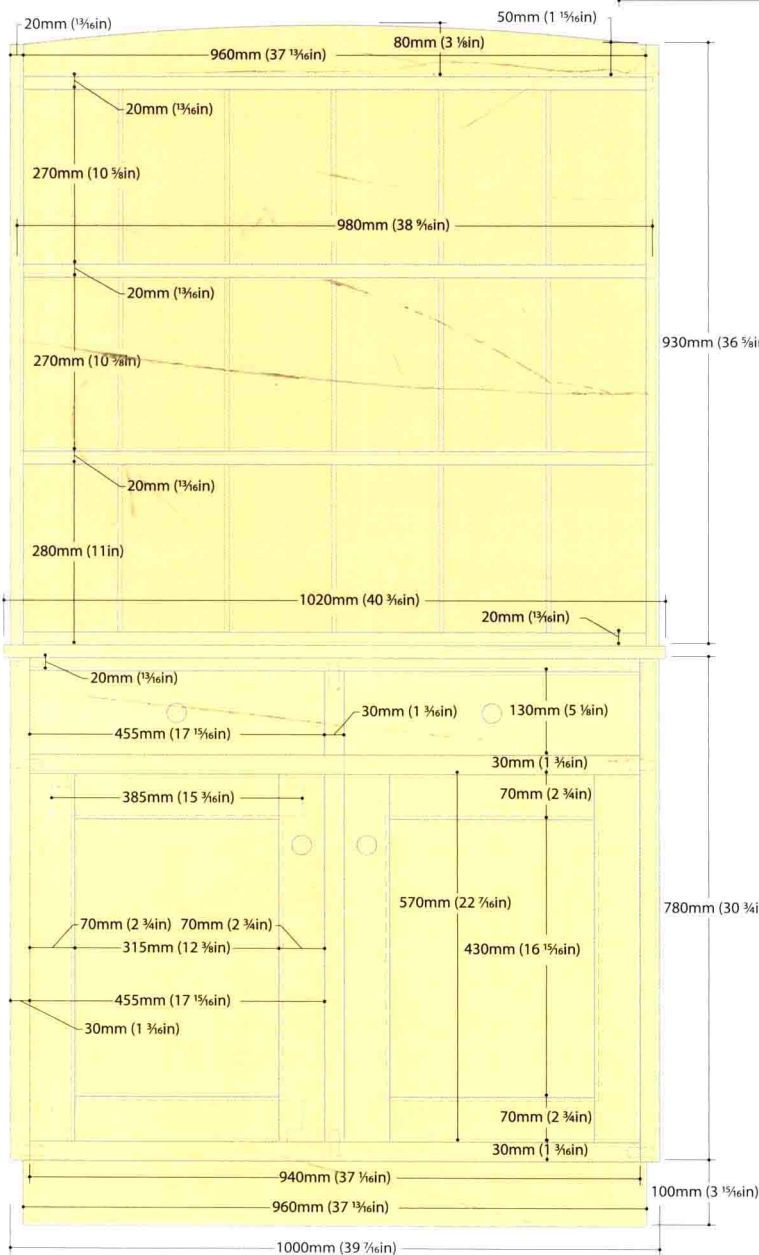 20mm (¹³⁄₁₆in)
50mm (1 ¹⁵⁄₁₆in)
80mm (3 ⅛in)
960mm (37 ¹³⁄₁₆in)
20mm (¹³⁄₁₆in)
270mm (10 ⅝in)
980mm (38 ⁹⁄₁₆in)
20mm (¹³⁄₁₆in)
930mm (36 ⅝in
270mm (10 ⅝in)
20mm (¹³⁄₁₆in)
280mm (11in)
1020mm (40 ³⁄₁₆in)
20mm (¹³⁄₁₆in)
20mm (¹³⁄₁₆in)
30mm (1 ³⁄₁₆in)
130mm (5 ⅛in)
455mm (17 ¹⁵⁄₁₆in)
30mm (1 ³⁄₁₆in)
385mm (15 ³⁄₁₆in)
70mm (2 ¾in)
570mm (22 ⁷⁄₁₆in)
780mm (30 ¾in
70mm (2 ¾in) 70mm (2 ¾in)
315mm (12 ⅜in)
430mm (16 ¹⁵⁄₁₆in)
455mm (17 ¹⁵⁄₁₆in)
30mm (1 ³⁄₁₆in)
70mm (2 ¾in)
30mm (1 ³⁄₁₆in)
940mm (37 ¹⁄₁₆in)
100mm (3 ¹⁵⁄₁₆in)
960mm (37 ¹³⁄₁₆in)
1000mm (39 ⁷⁄₁₆in)